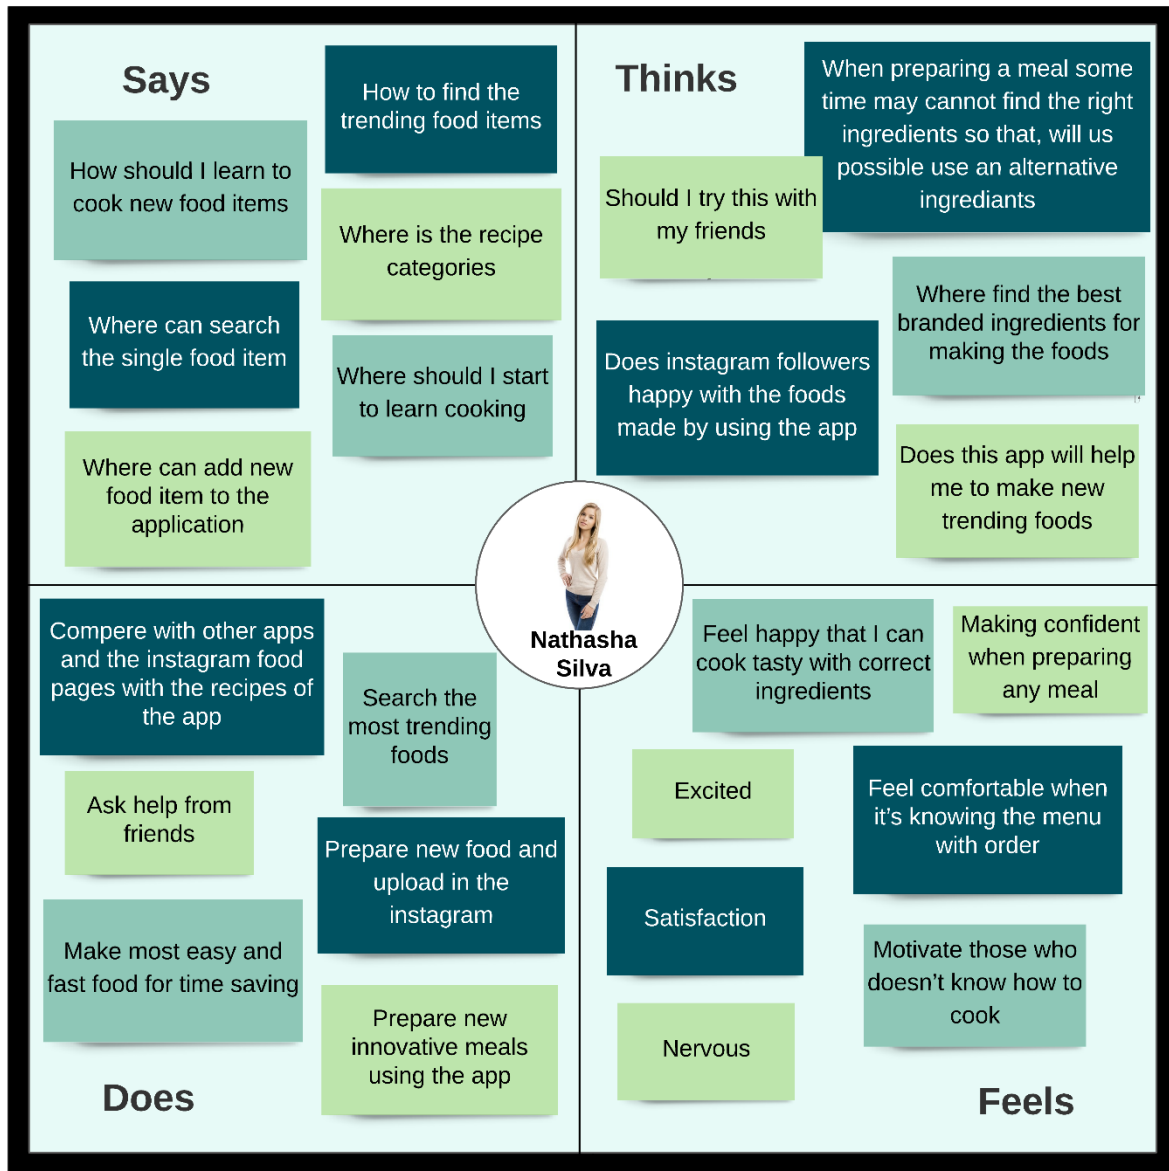 Says
How to find the
trending food items
How should I learn to
cook new food items
Where is the recipe
categories
Where can search
the single food item
Where should I start
to learn cooking
Where can add new
food item to the
application
Thinks
When preparing a meal some
time may cannot find the right
ingredients so that, will us
possible use an alternative
ingrediants
Should I try this with
my friends
Where find the best
branded ingredients for
making the foods
Does instagram followers
happy with the foods
made by using the app
Does this app will help
me to make new
trending foods
Nathasha
Silva
Compere with other apps
and the instagram food
pages with the recipes of
the app
Search the
most trending
foods
Ask help from
friends
Prepare new food and
upload in the
instagram
Make most easy and
fast food for time saving
Prepare new
innovative meals
using the app
Does
Feel happy that I can
cook tasty with correct
ingredients
Making confident
when preparing
any meal
Excited
Feel comfortable when
it’s knowing the menu
with order
Satisfaction
Motivate those who
doesn’t know how to
cook
Nervous
Feels